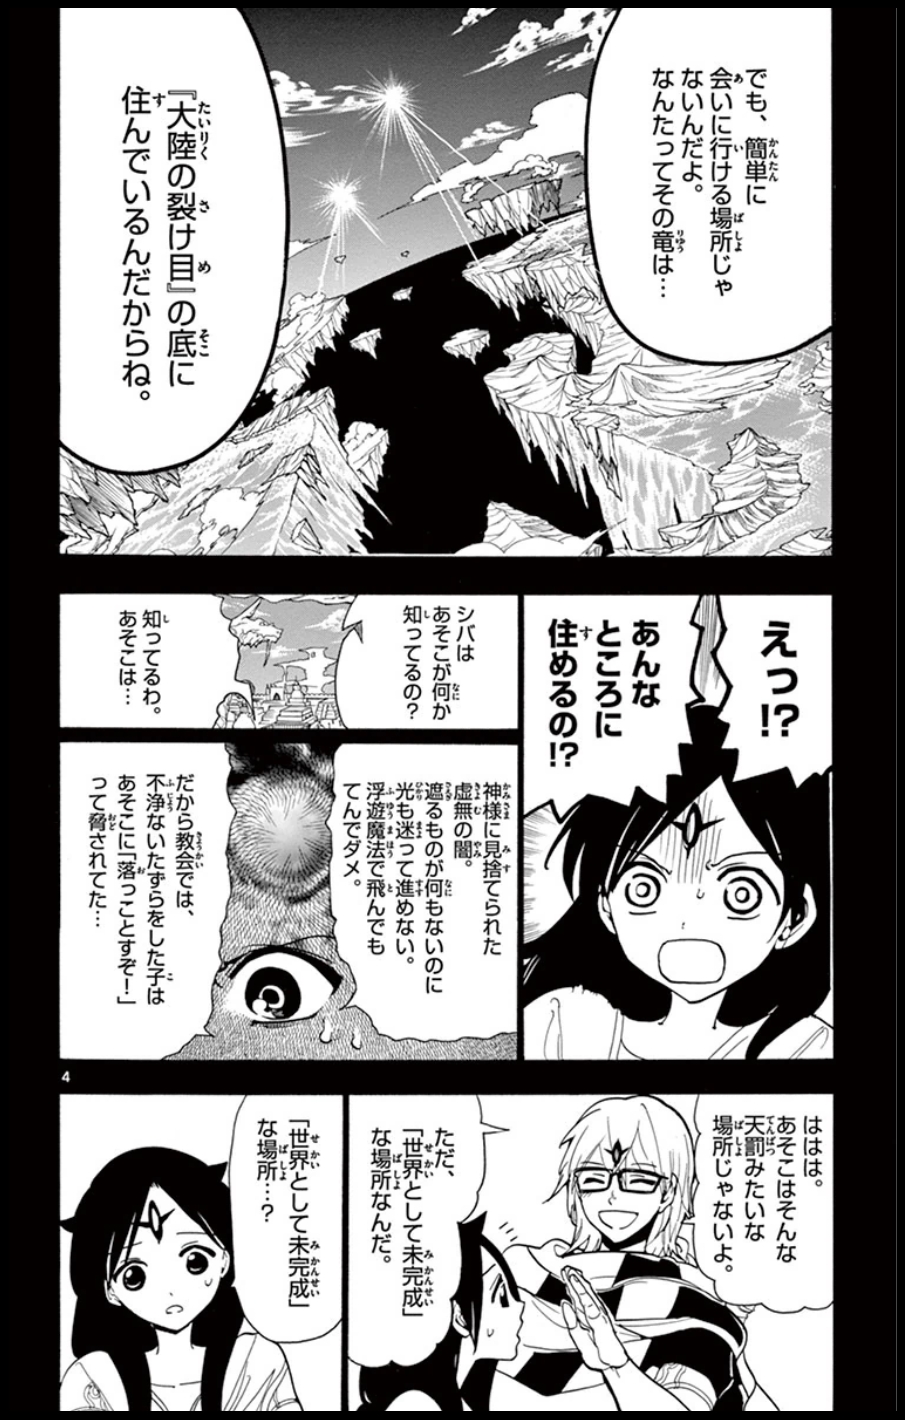 でも、簡単に
会いに行ける場所じゃ
ないんだよ。
なんたってその竜は…
『大陸の裂け目』の底に
住んでいるんだからね。
えっ!?
あんな
ところに
住めるの!?
シバは
あそこが何か
知ってるの?
知ってるわ。
あそこは…
神様に見捨てられた
虚無の闇。
遮るものが何もないのに
光も迷って進めない。
浮遊魔法で飛んでも
てんでダメ。
だから教会では、
不浄ないたずらをした子は
あそこに「落っことすぞ!」
って脅されてた…
ははは。
あそこはそんな
天罰みたいな
場所じゃないよ。
ただ、
「世界として未完成」
な場所なんだ。
「世界として未完成」
な場所…?
4